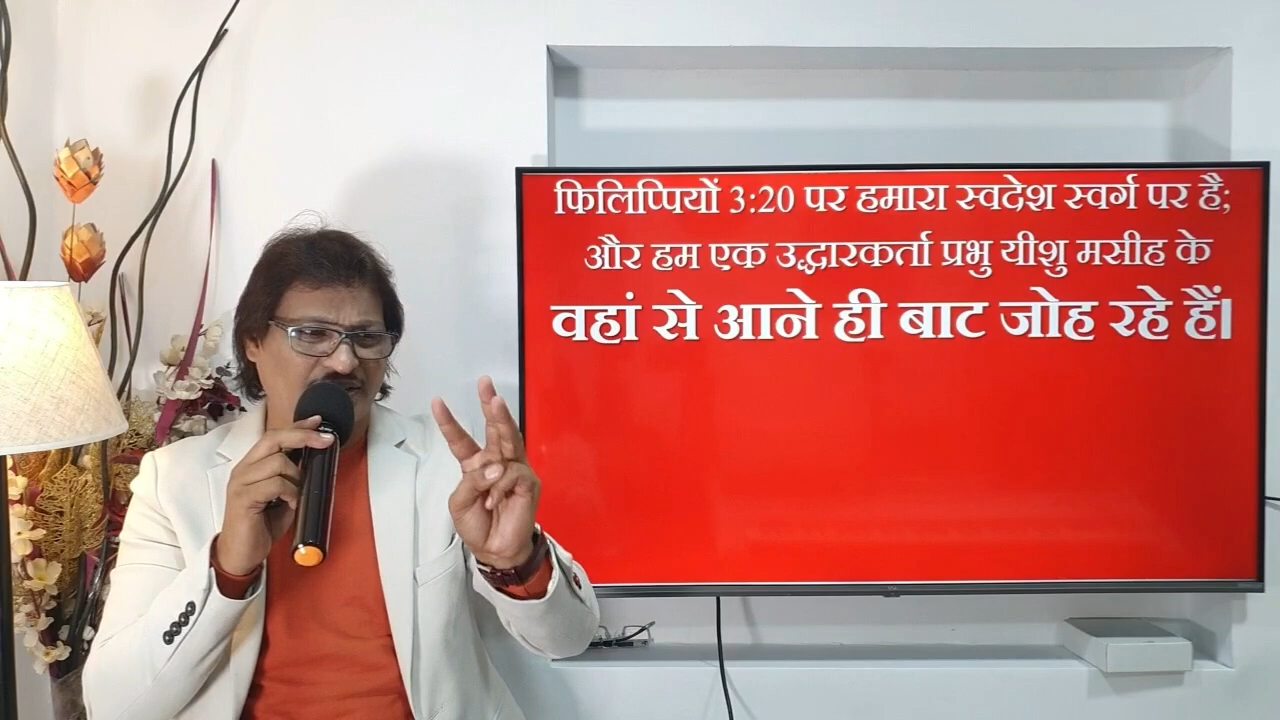 फिलिप्पियों 3:20 पर हमारा स्वदेश स्वर्ग पर है;
और हम एक उद्धारकर्ता प्रभु यीशु मसीह के
वहां से आने ही बाट जोह रहे हैं।